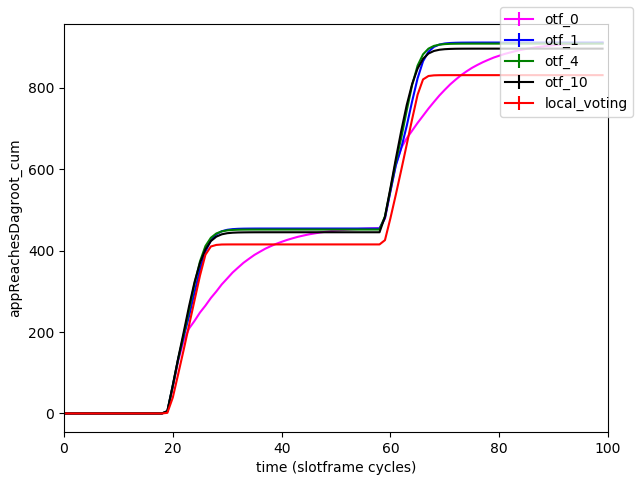 otf_0
otf_1
otf_4
otf_10
local_voting
appReachesDagroot_cum
800
600
400
200
0
0 20 40 60 80 100
time (slotframe cycles)